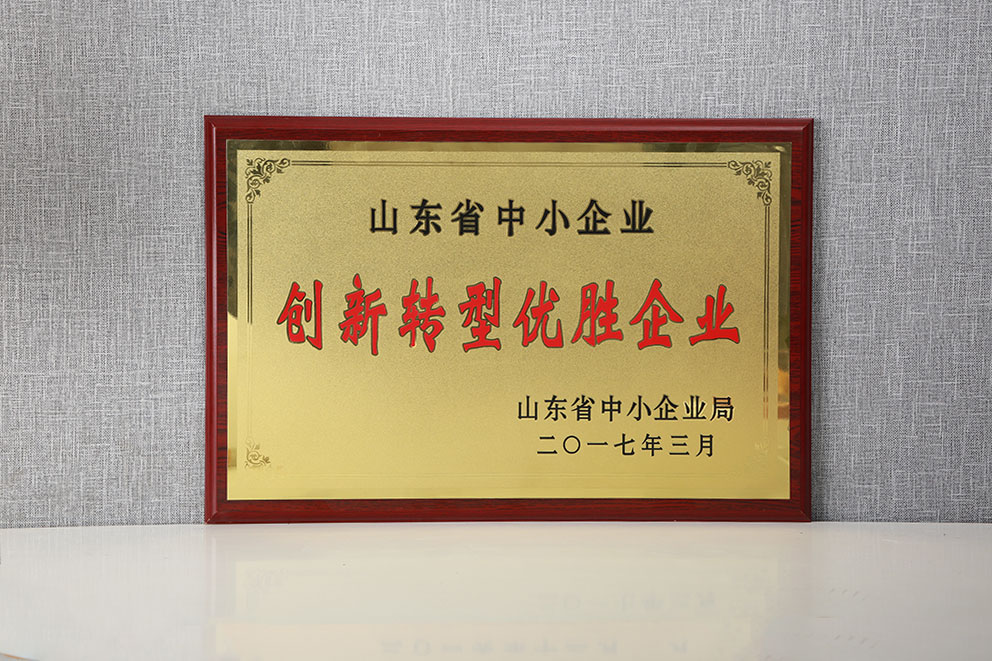 山东省中小企业
创新转型优胜企业
山东省中小企业局
二〇一七年三月